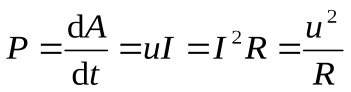 P = dA/dt = uI = I²R = u²/R